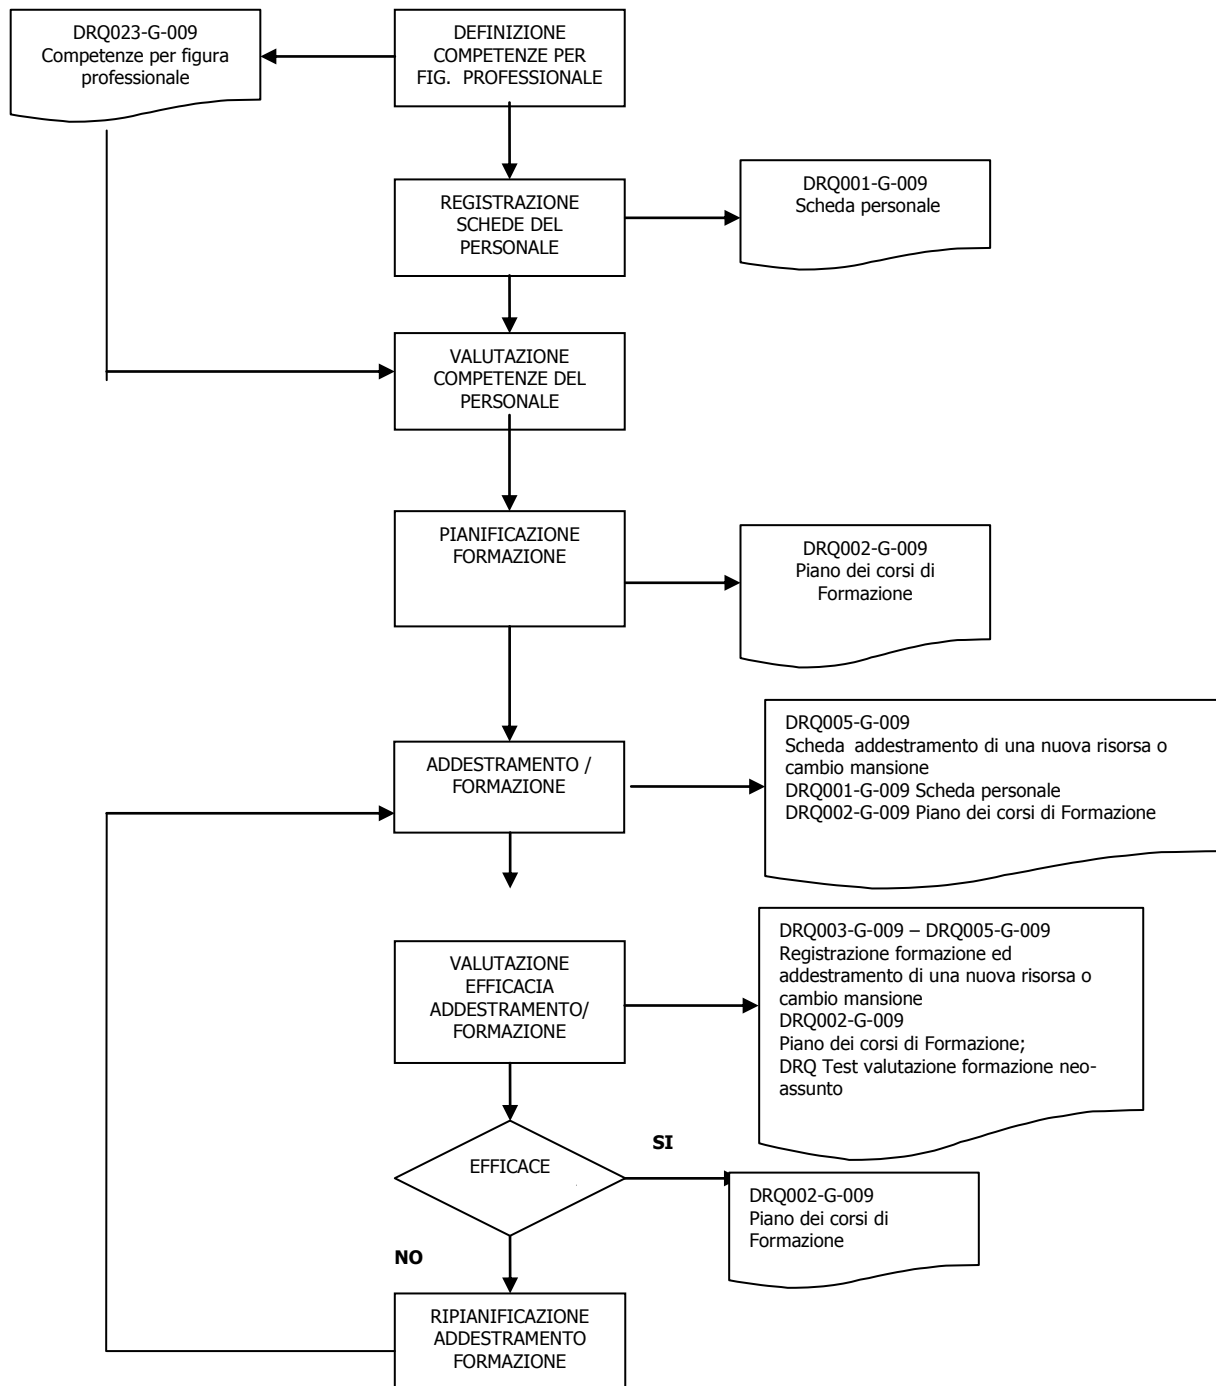 DRQ023-G-009
Competenze per figura
professionale
DEFINIZIONE
COMPETENZE PER
FIG. PROFESSIONALE
REGISTRAZIONE
SCHEDE DEL
PERSONALE
DRQ001-G-009
Scheda personale
VALUTAZIONE
COMPETENZE DEL
PERSONALE
PIANIFICAZIONE
FORMAZIONE
DRQ002-G-009
Piano dei corsi di
Formazione
ADDESTRAMENTO /
FORMAZIONE
DRQ005-G-009
Scheda addestramento di una nuova risorsa o
cambio mansione
DRQ001-G-009 Scheda personale
DRQ002-G-009 Piano dei corsi di Formazione
VALUTAZIONE
EFFICACIA
ADDESTRAMENTO/
FORMAZIONE
DRQ003-G-009 – DRQ005-G-009
Registrazione formazione ed
addestramento di una nuova risorsa o
cambio mansione
DRQ002-G-009
Piano dei corsi di Formazione;
DRQ Test valutazione formazione neo-
assunto
EFFICACE
SI
DRQ002-G-009
Piano dei corsi di
Formazione
NO
RIPIANIFICAZIONE
ADDESTRAMENTO
FORMAZIONE